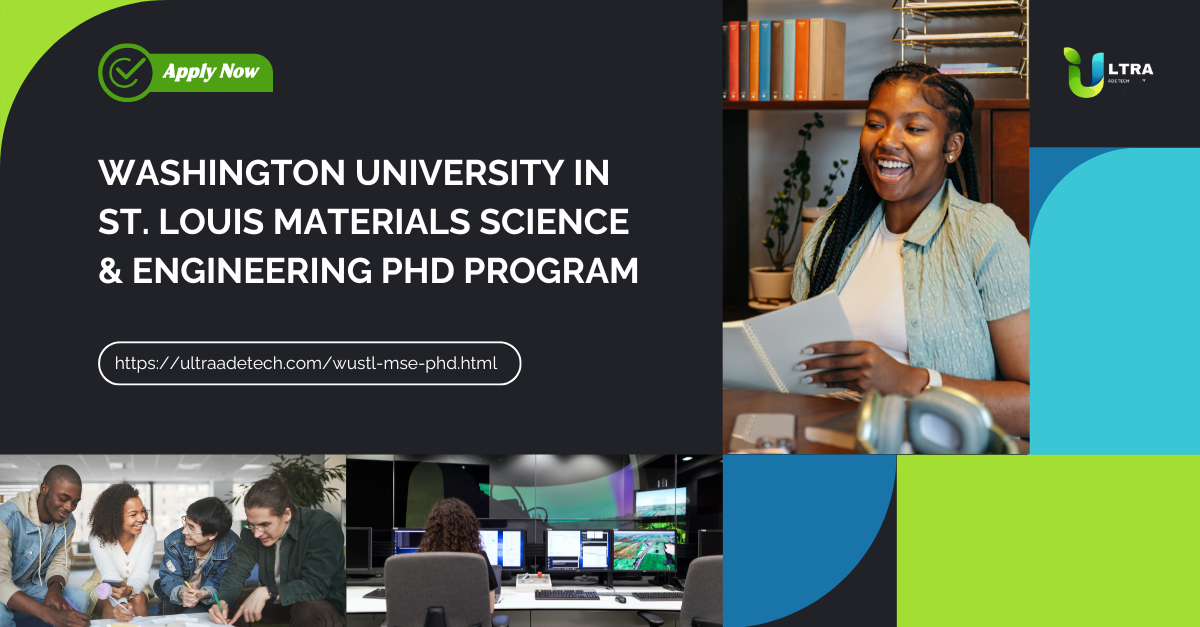 Apply Now
LTRA
ADETECH
WASHINGTON UNIVERSITY IN
ST. LOUIS MATERIALS SCIENCE
& ENGINEERING PHD PROGRAM
https://ultraadetech.com/wustl-mse-phd.html